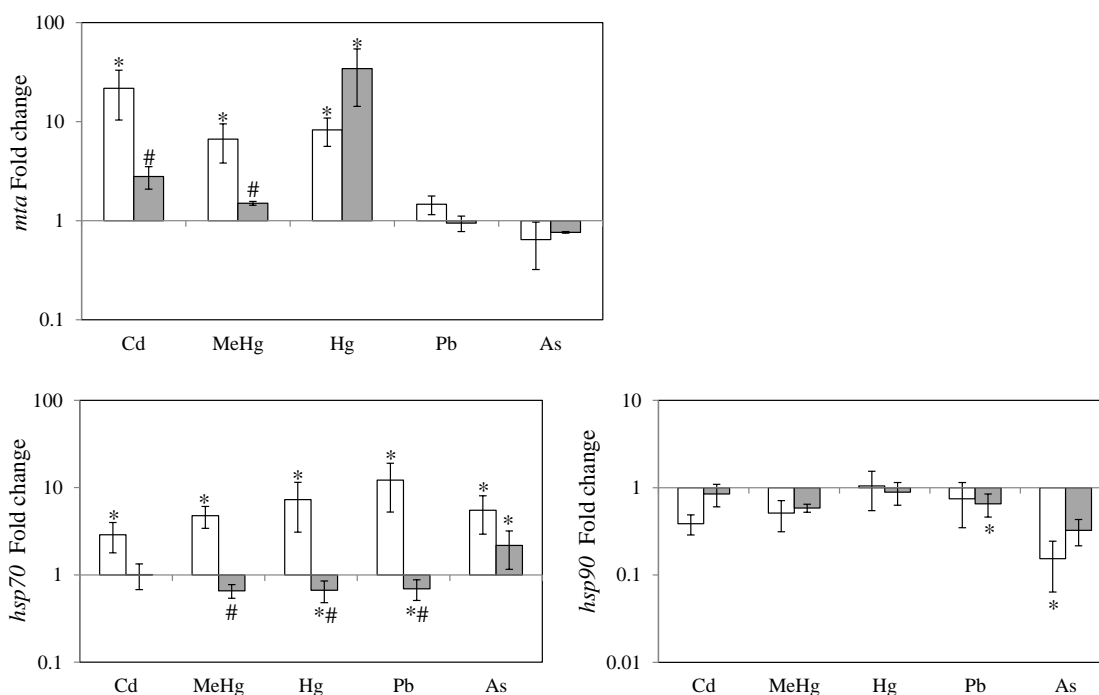 100
10
1
0.1
mta Fold change
* # * # * *
Cd MeHg Hg Pb As
100
10
1
0.1
hsp70 Fold change
* * * * * *
# *# *#
Cd MeHg Hg Pb As
10
1
0.1
0.01
hsp90 Fold change
* *
Cd MeHg Hg Pb As